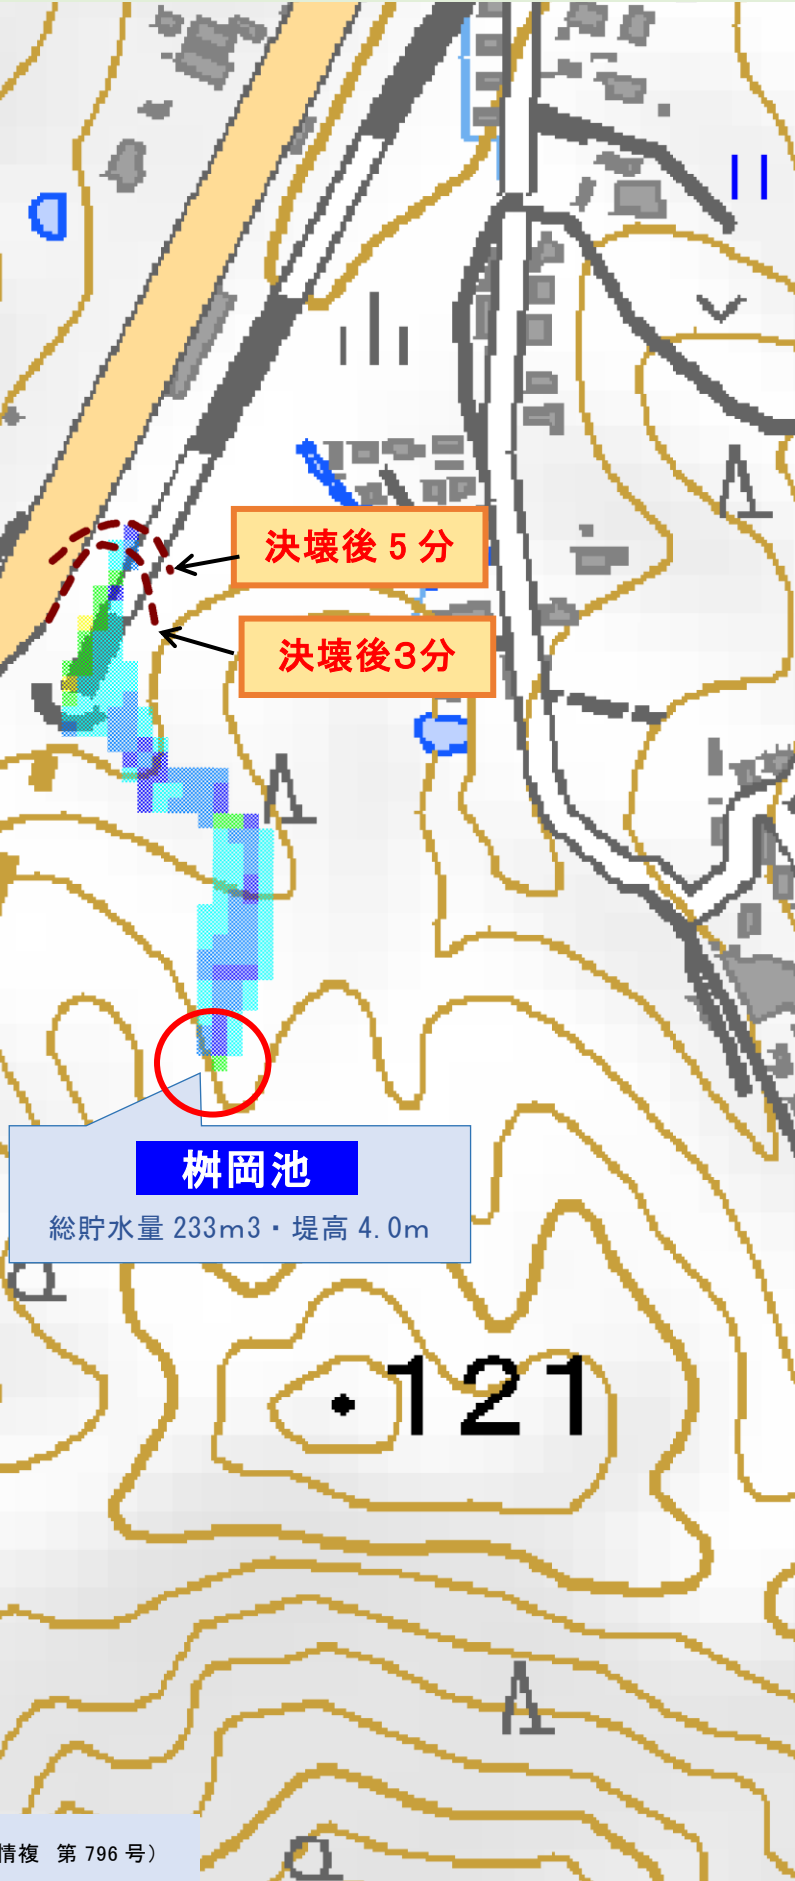 決壊後5分
決壊後3分
桝岡池
総貯水量 233m3・堤高 4.0m
121
情複 第 796 号）